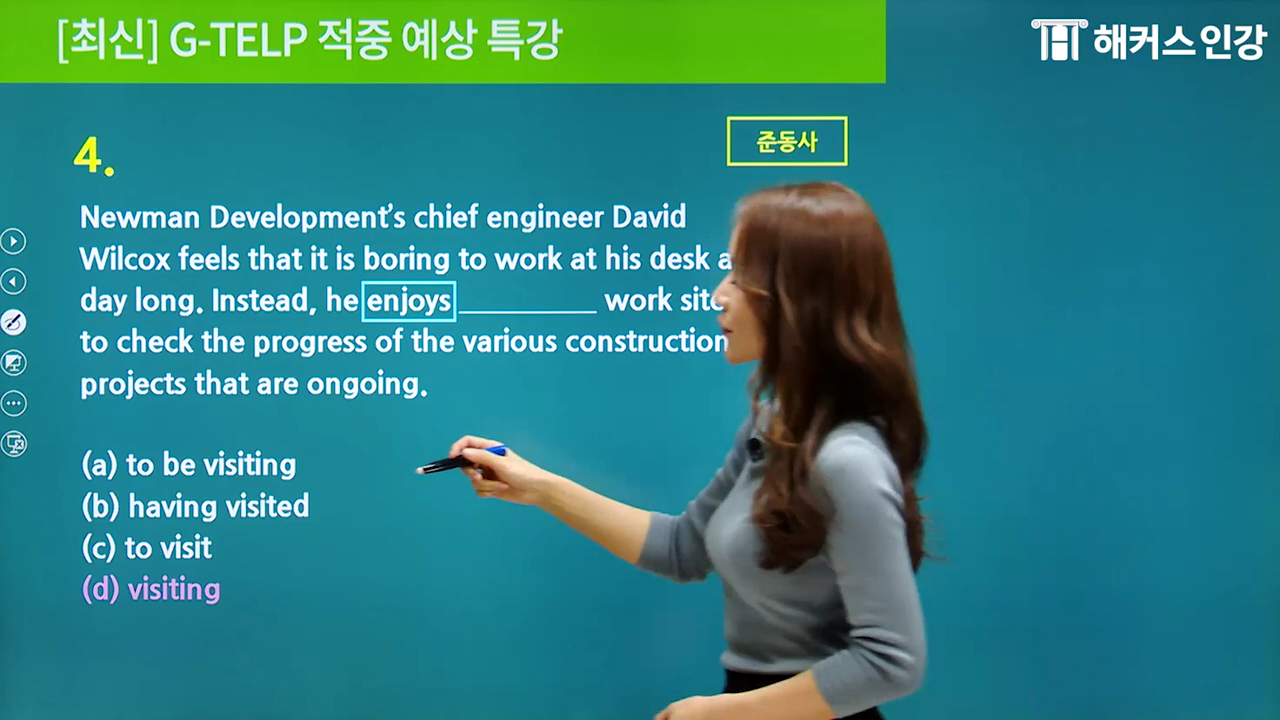 [최신] G-TELP 적중 예상 특강
해커스인강
4.
준동사
Newman Development's chief engineer David
Wilcox feels that it is boring to work at his desk
day long. Instead, he enjoys __________ work
to check the progress of the various construction
projects that are ongoing.
(a) to be visiting
(b) having visited
(c) to visit
(d) visiting